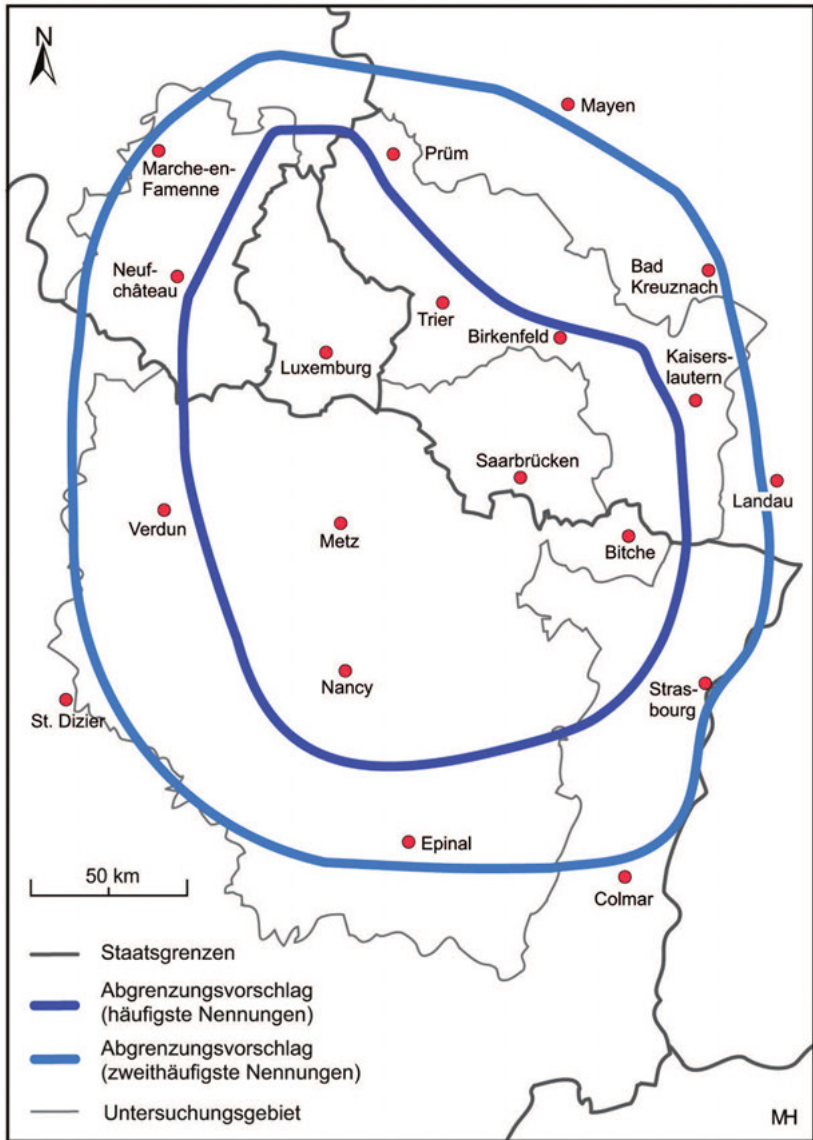 N
Mayen
Prüm
Marche-en-
Famenne
Neuf-
château
Bad
Kreuznach
Trier
Birkenfeld
Kaisers-
lautern
Luxemburg
Saarbrücken
Landau
Verdun
Metz
Bitche
Nancy
Stras-
bourg
St. Dizier
Epinal
50 km
Colmar
Staatsgrenzen
Abgrenzungsvorschlag
(häufigste Nennungen)
Abgrenzungsvorschlag
(zweithäufigste Nennungen)
Untersuchungsgebiet
MH